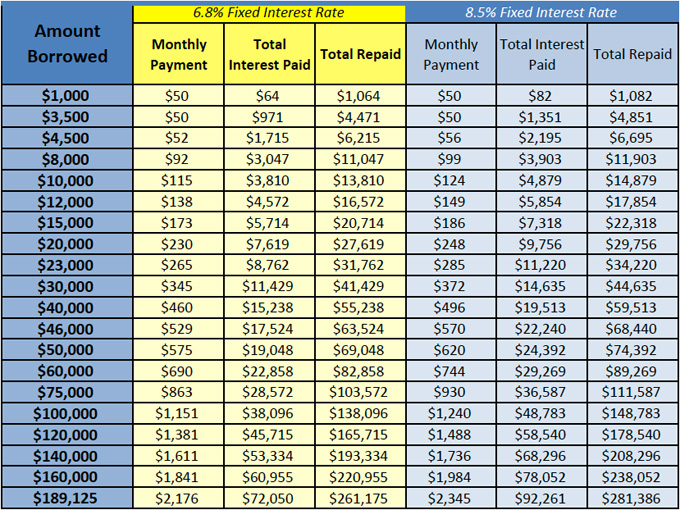 6.8% Fixed Interest Rate 8.5% Fixed Interest Rate
Amount Borrowed Monthly Payment Total Interest Paid Total Repaid Monthly Payment Total Interest Paid Total Repaid
$1,000 $50 $64 $1,064 $50 $82 $1,082
$3,500 $50 $971 $4,471 $50 $1,351 $4,851
$4,500 $52 $1,715 $6,215 $56 $2,195 $6,695
$8,000 $92 $3,047 $11,047 $99 $3,903 $11,903
$10,000 $115 $3,810 $13,810 $124 $4,879 $14,879
$12,000 $138 $4,572 $16,572 $149 $5,854 $17,854
$15,000 $173 $5,714 $20,714 $186 $7,318 $22,318
$20,000 $230 $7,619 $27,619 $248 $9,756 $29,756
$23,000 $265 $8,762 $31,762 $285 $11,220 $34,220
$30,000 $345 $11,429 $41,429 $372 $14,635 $44,635
$40,000 $460 $15,238 $55,238 $496 $19,513 $59,513
$46,000 $529 $17,524 $63,524 $570 $22,240 $68,440
$50,000 $575 $19,048 $69,048 $620 $24,392 $74,392
$60,000 $690 $22,858 $82,858 $744 $29,269 $89,269
$75,000 $863 $28,572 $103,572 $930 $36,587 $111,587
$100,000 $1,151 $38,096 $138,096 $1,240 $48,783 $148,783
$120,000 $1,381 $45,715 $165,715 $1,488 $58,540 $178,540
$140,000 $1,611 $53,334 $193,334 $1,736 $68,296 $208,296
$160,000 $1,841 $60,955 $220,955 $1,984 $78,052 $238,052
$189,125 $2,176 $72,050 $261,175 $2,345 $92,261 $281,386